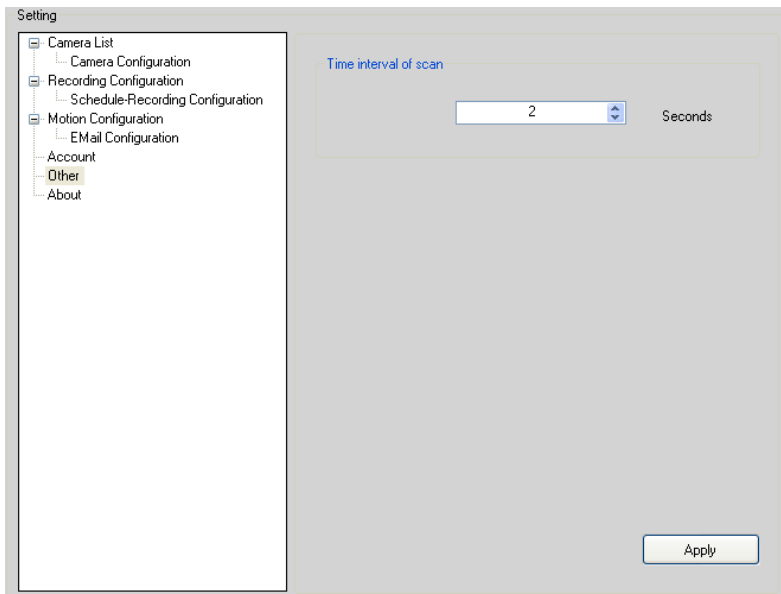 Setting
Camera List
Camera Configuration
Recording Configuration
Schedule-Recording Configuration
Motion Configuration
EMail Configuration
Account
Other
About
Time interval of scan
2 Seconds
Apply